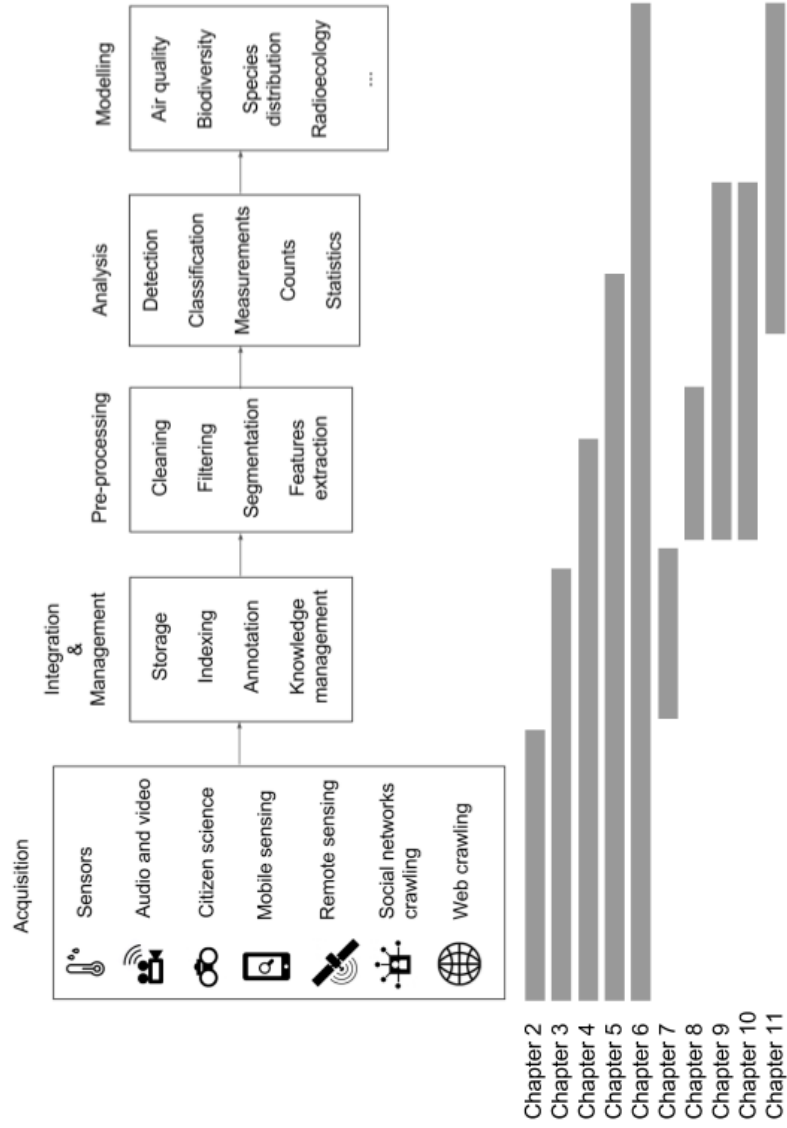 Acquisition
Sensors
Audio and video
Citizen science
Mobile sensing
Remote sensing
Social networks
crawling
Web crawling
Integration
&
Management
Storage
Indexing
Annotation
Knowledge
management
Pre-processing
Cleaning
Filtering
Segmentation
Features
extraction
Analysis
Detection
Classification
Measurements
Counts
Statistics
Modelling
Air quality
Biodiversity
Species
distribution
Radioecology
...
Chapter 2
Chapter 3
Chapter 4
Chapter 5
Chapter 6
Chapter 7
Chapter 8
Chapter 9
Chapter 10
Chapter 11